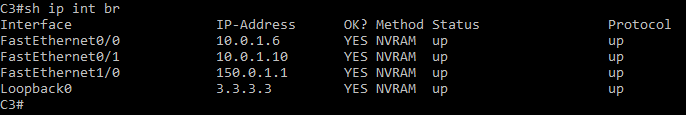 C3#sh ip int br
Interface IP-Address OK? Method Status Protocol
FastEthernet0/0 10.0.1.6 YES NVRAM up up
FastEthernet0/1 10.0.1.10 YES NVRAM up up
FastEthernet1/0 150.0.1.1 YES NVRAM up up
Loopback0 3.3.3.3 YES NVRAM up up
C3#